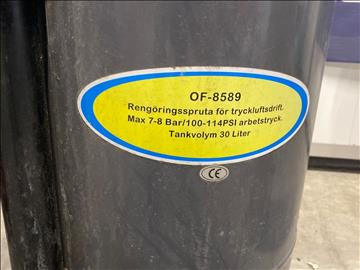 OF-8589
Rengöringsspruta för tryckluftsdrift.
Max 7-8 Bar/100-114PSI arbetstryck.
Tankvolym 30 Liter
CE